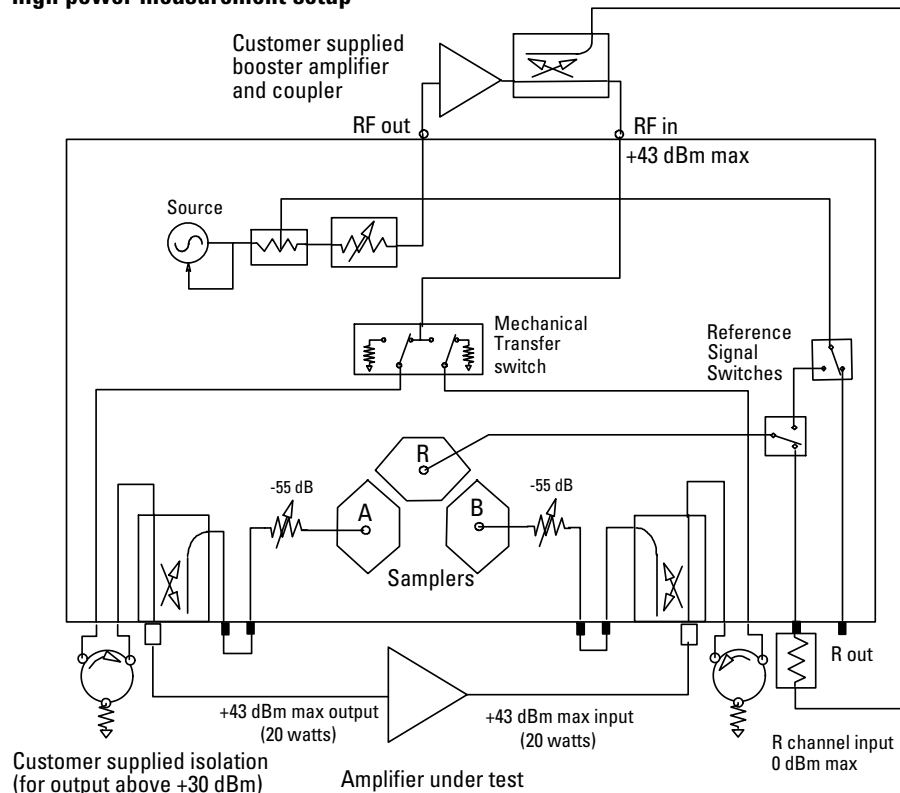 high power measurement setup
Customer supplied
booster amplifier
and coupler
RF out
RF in
+43 dBm max
Source
Mechanical
Transfer
switch
Reference
Signal
Switches
R
-55 dB
A
B
-55 dB
Samplers
R out
+43 dBm max output
(20 watts)
+43 dBm max input
(20 watts)
R channel input
0 dBm max
Customer supplied isolation
(for output above +30 dBm)
Amplifier under test